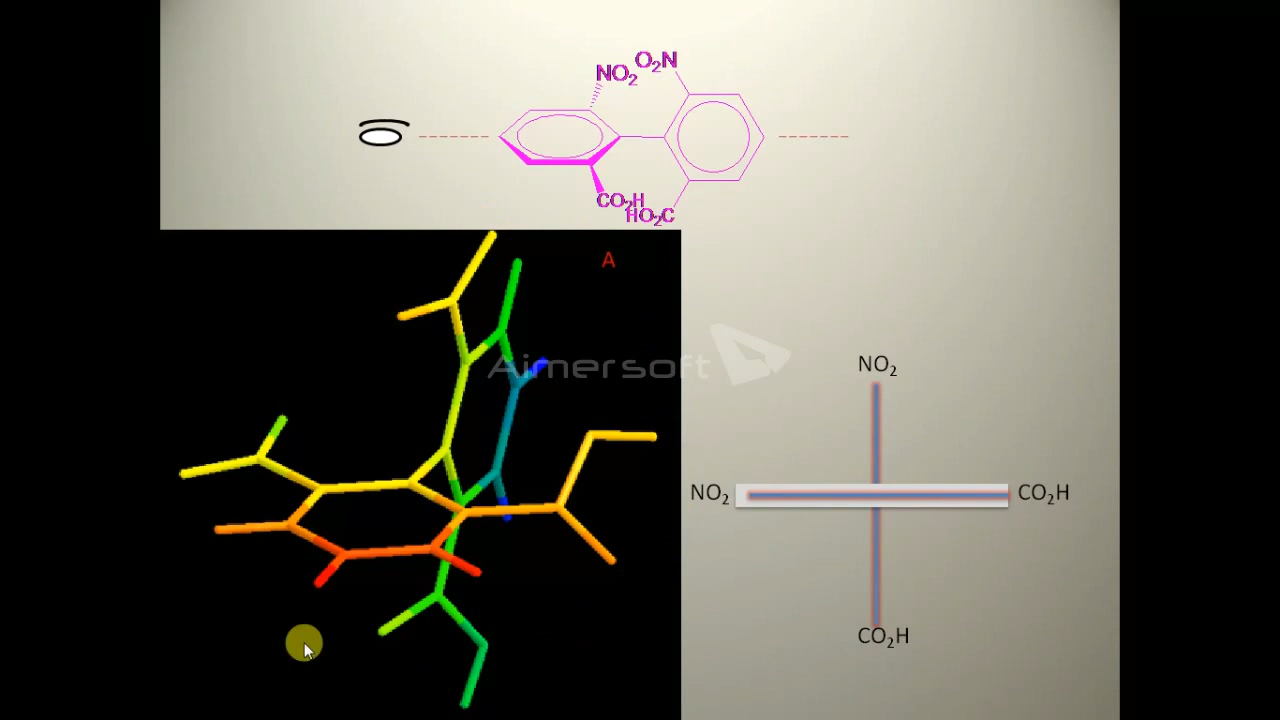 O₂N
NO₂
CO₂H
HO₂C
A
Aimersoft
NO₂
NO₂ CO₂H
CO₂H